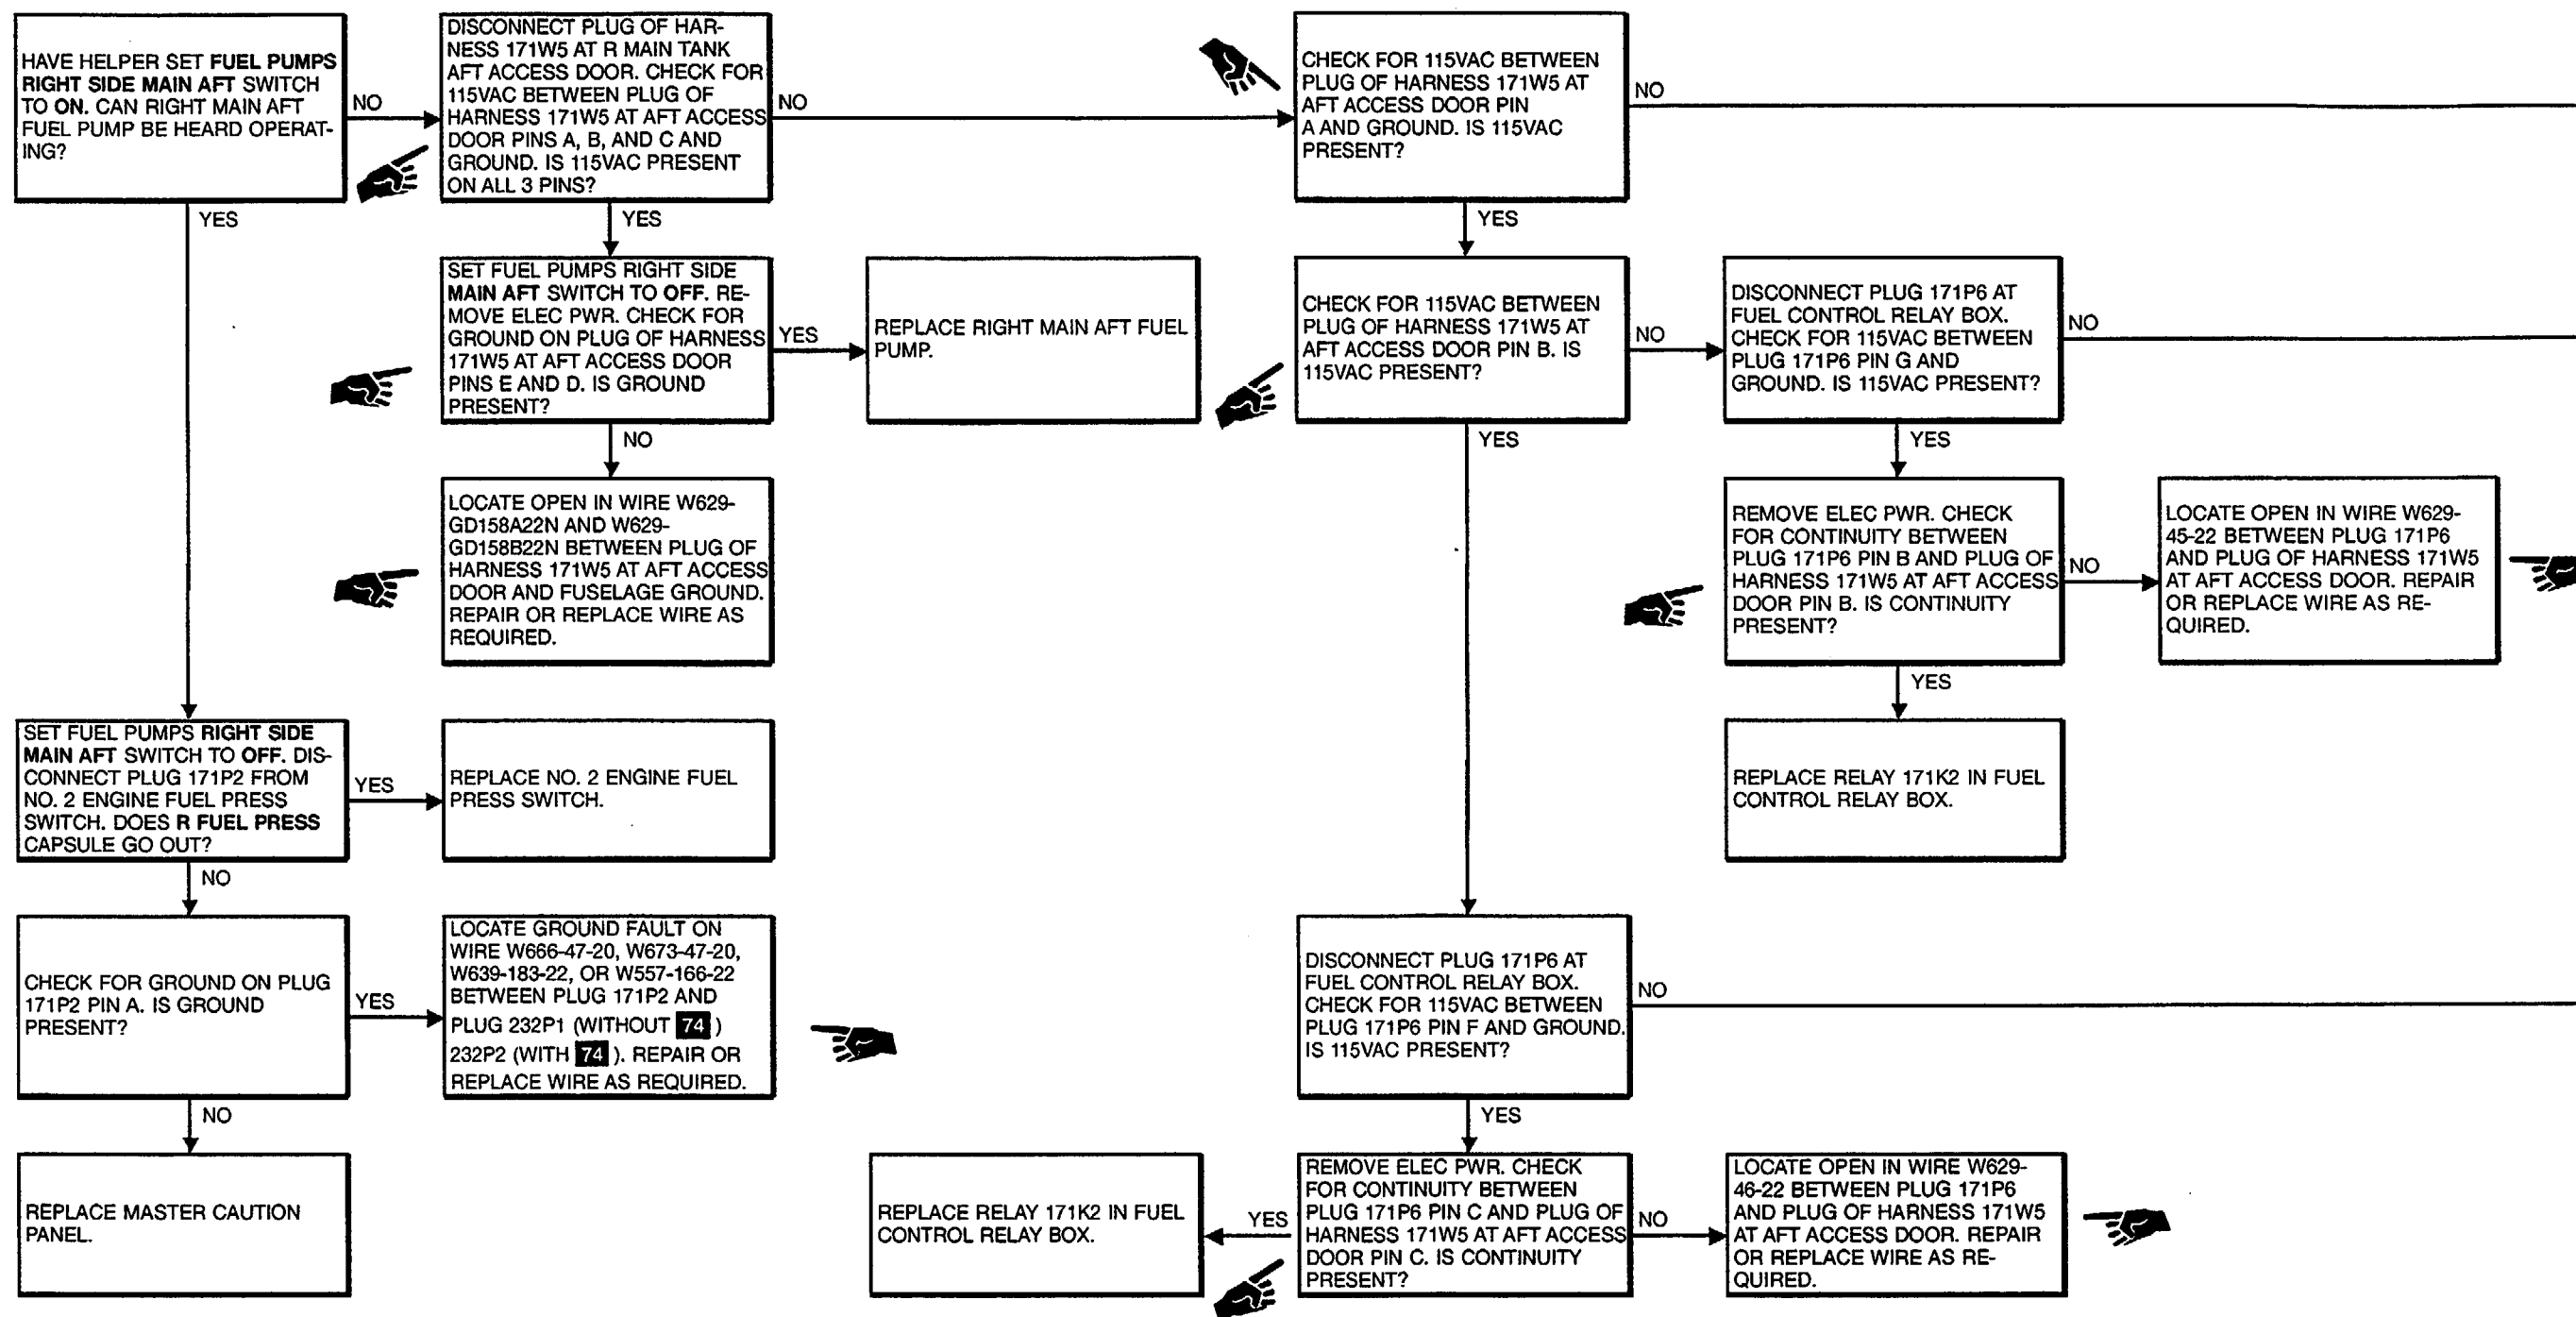 HAVE HELPER SET FUEL PUMPS
RIGHT SIDE MAIN AFT SWITCH
TO ON. CAN RIGHT MAIN AFT
FUEL PUMP BE HEARD OPERAT-
ING?
NO
YES
DISCONNECT PLUG OF HAR-
NESS 171W5 AT R MAIN TANK
AFT ACCESS DOOR. CHECK FOR
115VAC BETWEEN PLUG OF
HARNESS 171W5 AT AFT ACCESS
DOOR PINS A, B, AND C AND
GROUND. IS 115VAC PRESENT
ON ALL 3 PINS?
NO
YES
CHECK FOR 115VAC BETWEEN
PLUG OF HARNESS 171W5 AT
AFT ACCESS DOOR PIN
A AND GROUND. IS 115VAC
PRESENT?
NO
YES
SET FUEL PUMPS RIGHT SIDE
MAIN AFT SWITCH TO OFF. RE-
MOVE ELEC PWR. CHECK FOR
GROUND ON PLUG OF HARNESS
171W5 AT AFT ACCESS DOOR
PINS E AND D. IS GROUND
PRESENT?
YES
NO
REPLACE RIGHT MAIN AFT FUEL
PUMP.
CHECK FOR 115VAC BETWEEN
PLUG OF HARNESS 171W5 AT
AFT ACCESS DOOR PIN B. IS
115VAC PRESENT?
NO
YES
DISCONNECT PLUG 171P6 AT
FUEL CONTROL RELAY BOX.
CHECK FOR 115VAC BETWEEN
PLUG 171P6 PIN G AND
GROUND. IS 115VAC PRESENT?
NO
YES
LOCATE OPEN IN WIRE W629-
GD158A22N AND W629-
GD158B22N BETWEEN PLUG OF
HARNESS 171W5 AT AFT ACCESS
DOOR AND FUSELAGE GROUND.
REPAIR OR REPLACE WIRE AS
REQUIRED.
REMOVE ELEC PWR. CHECK
FOR CONTINUITY BETWEEN
PLUG 171P6 PIN B AND PLUG OF
HARNESS 171W5 AT AFT ACCESS
DOOR PIN B. IS CONTINUITY
PRESENT?
NO
YES
LOCATE OPEN IN WIRE W629-
45-22 BETWEEN PLUG 171P6
AND PLUG OF HARNESS 171W5
AT AFT ACCESS DOOR. REPAIR
OR REPLACE WIRE AS RE-
QUIRED.
SET FUEL PUMPS RIGHT SIDE
MAIN AFT SWITCH TO OFF. DIS-
CONNECT PLUG 171P2 FROM
NO. 2 ENGINE FUEL PRESS
SWITCH. DOES R FUEL PRESS
CAPSULE GO OUT?
YES
NO
REPLACE NO. 2 ENGINE FUEL
PRESS SWITCH.
REPLACE RELAY 171K2 IN FUEL
CONTROL RELAY BOX.
CHECK FOR GROUND ON PLUG
171P2 PIN A. IS GROUND
PRESENT?
YES
NO
LOCATE GROUND FAULT ON
WIRE W666-47-20, W673-47-20,
W639-183-22, OR W557-166-22
BETWEEN PLUG 171P2 AND
PLUG 232P1 (WITHOUT 74 )
232P2 (WITH 74 ). REPAIR OR
REPLACE WIRE AS REQUIRED.
DISCONNECT PLUG 171P6 AT
FUEL CONTROL RELAY BOX.
CHECK FOR 115VAC BETWEEN
PLUG 171P6 PIN F AND GROUND.
IS 115VAC PRESENT?
NO
YES
REPLACE MASTER CAUTION
PANEL.
REPLACE RELAY 171K2 IN FUEL
CONTROL RELAY BOX.
YES
REMOVE ELEC PWR. CHECK
FOR CONTINUITY BETWEEN
PLUG 171P6 PIN C AND PLUG OF
HARNESS 171W5 AT AFT ACCESS
DOOR PIN C. IS CONTINUITY
PRESENT?
NO
LOCATE OPEN IN WIRE W629-
46-22 BETWEEN PLUG 171P6
AND PLUG OF HARNESS 171W5
AT AFT ACCESS DOOR. REPAIR
OR REPLACE WIRE AS RE-
QUIRED.